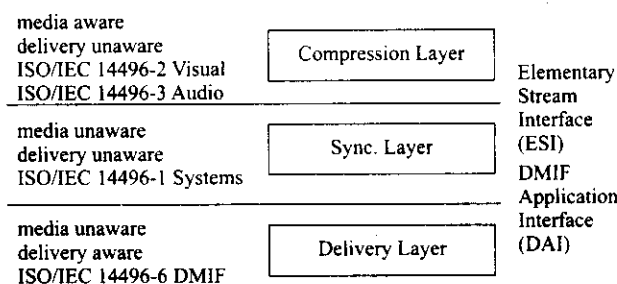 media aware
delivery unaware
ISO/IEC 14496-2 Visual
ISO/IEC 14496-3 Audio
Compression Layer
media unaware
delivery unaware
ISO/IEC 14496-1 Systems
Sync. Layer
media unaware
delivery aware
ISO/IEC 14496-6 DMIF
Delivery Layer
Elementary
Stream
Interface
(ESI)
DMIF
Application
Interface
(DAI)